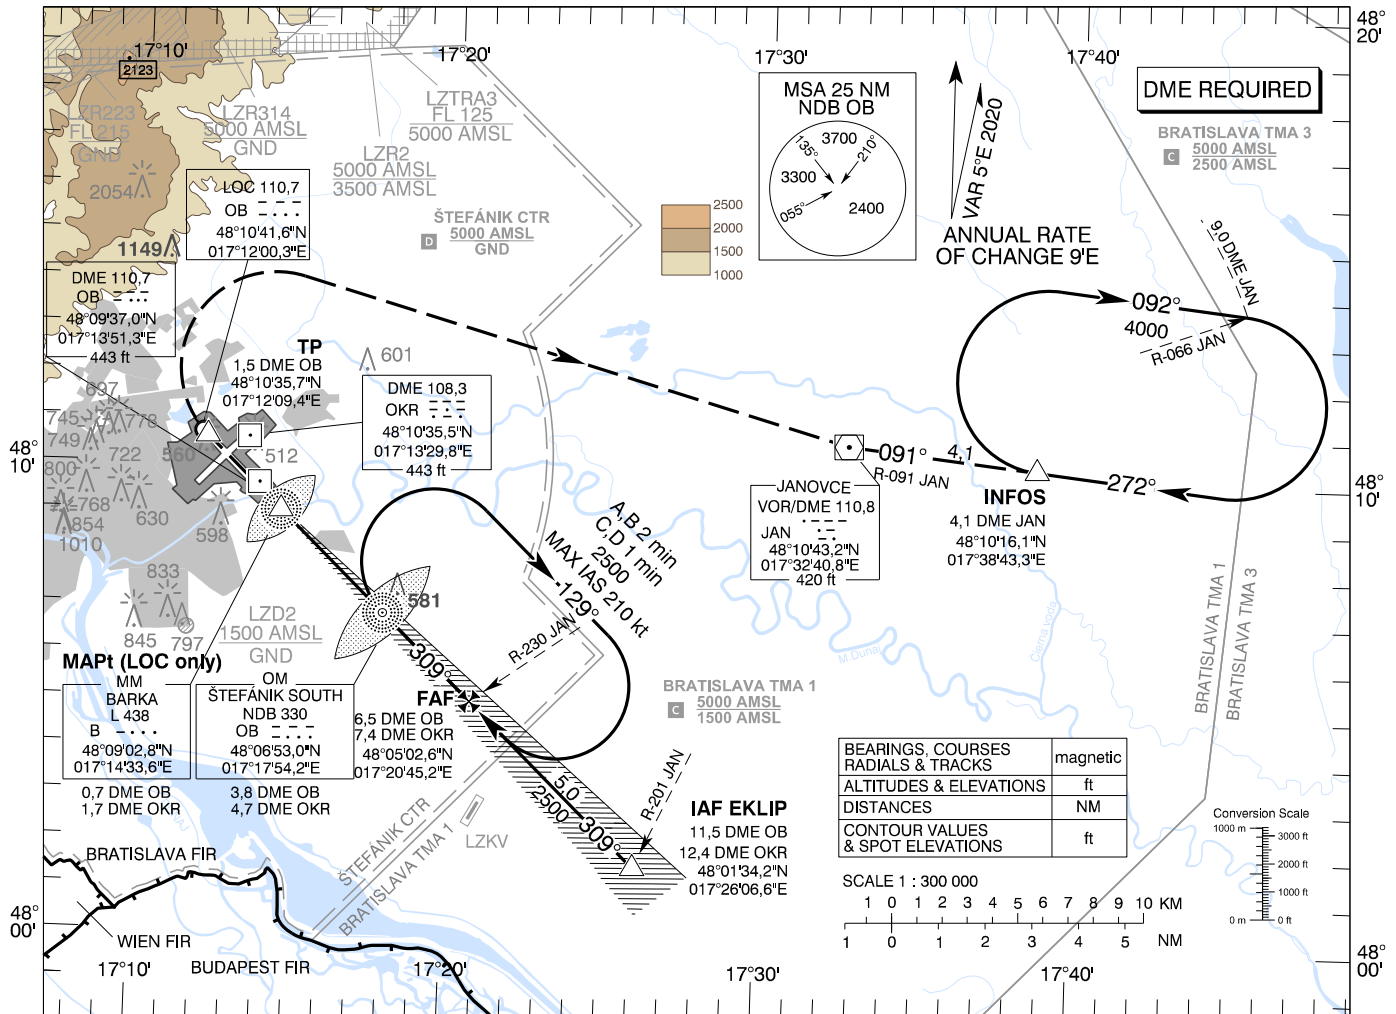 17°10'
17°20'
17°30'
17°40'
48°
20'
2123
LZR223
FL 215
GND
LZR314
5000 AMSL
GND
LZTRA3
FL 125
5000 AMSL
LZR2
5000 AMSL
3500 AMSL
ŠTEFÁNIK CTR
D
5000 AMSL
GND
2054
1149
LOC 110,7
OB
48°10'41,6"N
017°12'00,3"E
DME 110,7
OB
48°09'37,0"N
017°13'51,3"E
443 ft
2500
2000
1500
1000
MSA 25 NM
NDB OB
3700
135°
210°
3300
055°
2400
VAR 5°E 2020
ANNUAL RATE
OF CHANGE 9'E
DME REQUIRED
BRATISLAVA TMA 3
C
5000 AMSL
2500 AMSL
9,0 DME JAN
092°
4000
R-066 JAN
TP
1,5 DME OB
48°10'35,7"N
017°12'09,4"E
601
DME 108,3
OKR
48°10'35,5"N
017°13'29,8"E
443 ft
697
745
778
749
722
560
512
800
768
630
854
598
1010
833
845
797
48°
10'
091°
4,1
R-091 JAN
JANOVCE
VOR/DME 110,8
JAN
48°10'43,2"N
017°32'40,8"E
420 ft
INFOS
4,1 DME JAN
48°10'16,1"N
017°38'43,3"E
272°
48°
10'
A,B 2 min
C,D 1 min
2500
MAX IAS 210 kt
129°
R-230 JAN
581
LZD2
1500 AMSL
GND
MAPt (LOC only)
MM
BARKA
L 438
B
48°09'02,8"N
017°14'33,6"E
0,7 DME OB
1,7 DME OKR
OM
ŠTEFÁNIK SOUTH
NDB 330
OB
48°06'53,0"N
017°17'54,2"E
3,8 DME OB
4,7 DME OKR
309°
FAF
6,5 DME OB
7,4 DME OKR
48°05'02,6"N
017°20'45,2"E
M.Dunaj
Čierna voda
BRATISLAVA TMA 1
BRATISLAVA TMA 3
BRATISLAVA TMA 1
C
5000 AMSL
1500 AMSL
5,0
2500
309°
R-201 JAN
IAF EKLIP
11,5 DME OB
12,4 DME OKR
48°01'34,2"N
017°26'06,6"E
LZKV
ŠTEFÁNIK CTR
BRATISLAVA TMA 1
BEARINGS, COURSES
RADIALS & TRACKS
magnetic
ALTITUDES & ELEVATIONS
ft
DISTANCES
NM
CONTOUR VALUES
& SPOT ELEVATIONS
ft
SCALE 1 : 300 000
1 0 1 2 3 4 5 6 7 8 9 10 KM
1 0 1 2 3 4 5 NM
Conversion Scale
1000 m
3000 ft
2000 ft
1000 ft
0 m
0 ft
BRATISLAVA FIR
WIEN FIR
BUDAPEST FIR
48°
00'
17°10'
17°20'
17°30'
17°40'
48°
00'